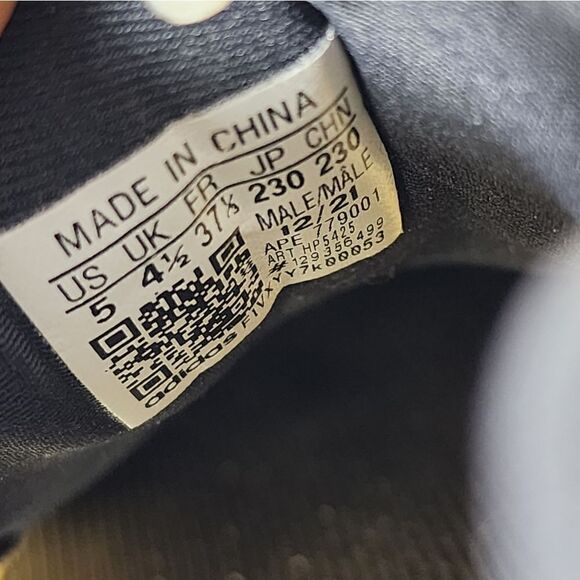 MADE IN CHINA
US UK FR JP CHN
5 4½ 37⅓ 230 230
MALE/MÂLE
12/21
APE 779001
ART HP5425
# 129356499
adidas F1VXYY7K00053